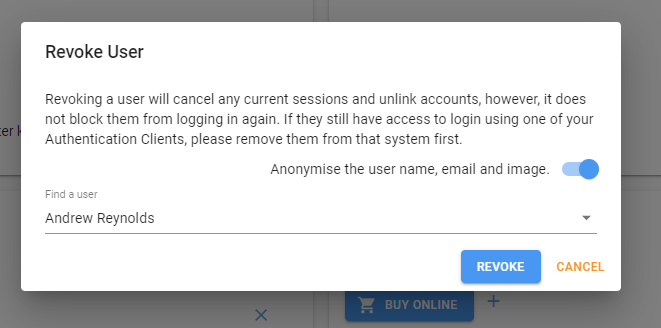 Revoke User
Revoking a user will cancel any current sessions and unlink accounts, however, it does
not block them from logging in again. If they still have access to login using one of your
Authentication Clients, please remove them from that system first.
Anonymise the user name, email and image.
Find a user
Andrew Reynolds
REVOKE
CANCEL
BUY ONLINE